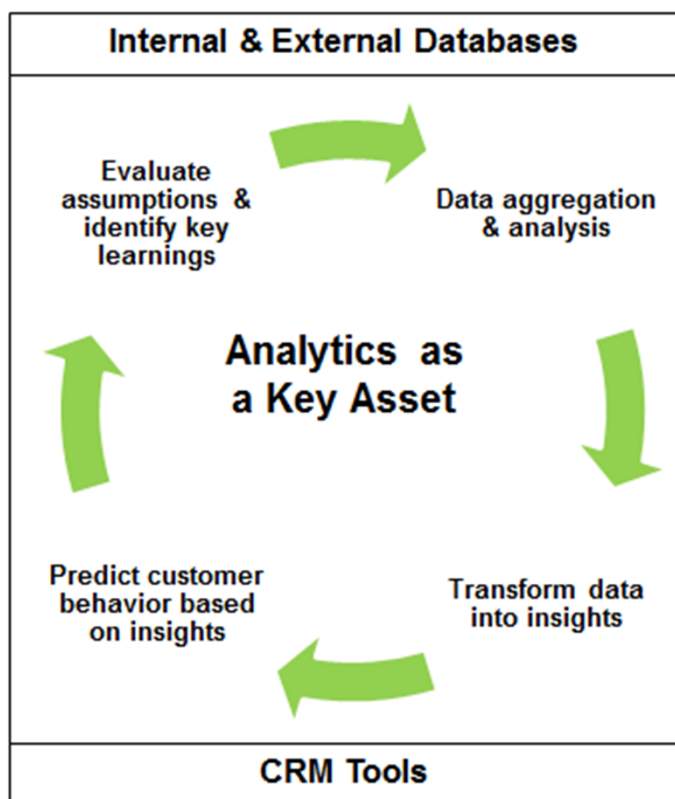 Internal & External Databases
Evaluate
assumptions &
identify key
learnings
Data aggregation
& analysis
Analytics as
a Key Asset
Predict customer
behavior based
on insights
Transform data
into insights
CRM Tools